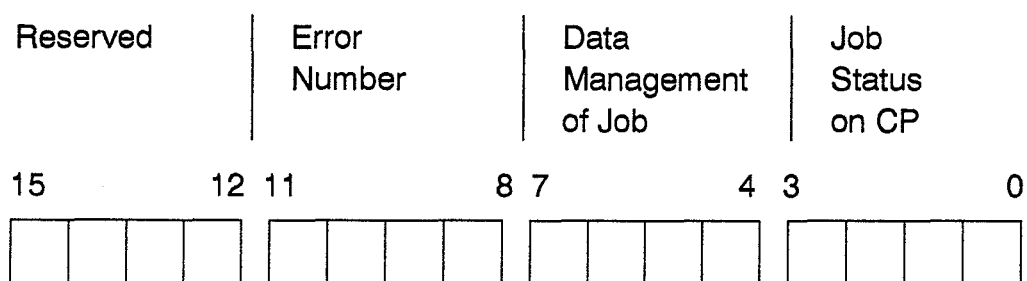 Reserved
Error
Number
Data
Management
of Job
Job
Status
on CP
15 12 11 8 7 4 3 0